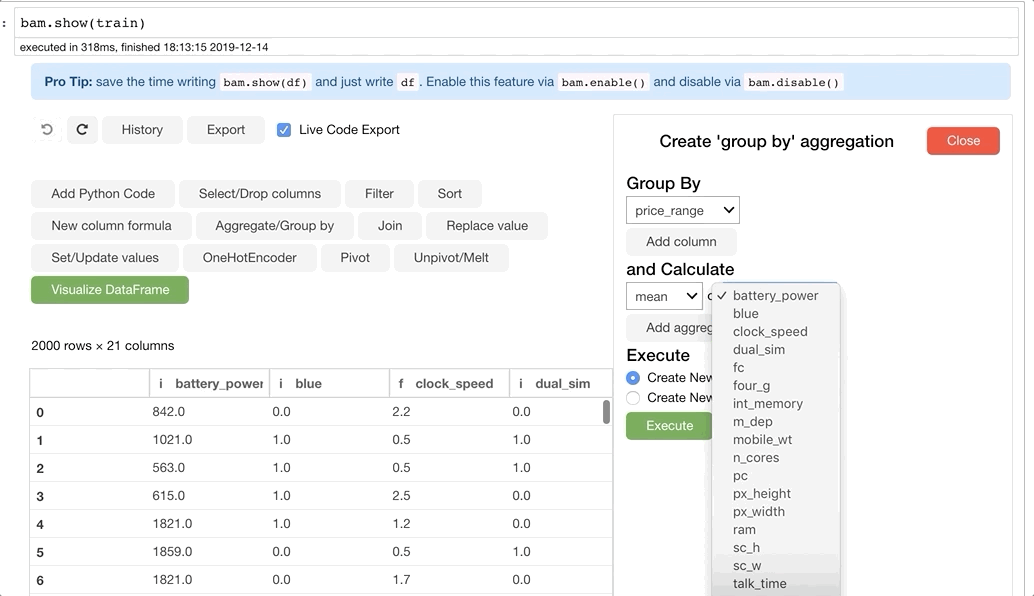 :
bam.show(train)
executed in 318ms, finished 18:13:15 2019-12-14
Pro Tip: save the time writing bam.show(df) and just write df . Enable this feature via bam.enable() and disable via bam.disable()
History Export Live Code Export
Add Python Code Select/Drop columns Filter Sort
New column formula Aggregate/Group by Join Replace value
Set/Update values OneHotEncoder Pivot Unpivot/Melt
Visualize DataFrame
2000 rows × 21 columns
i battery_power i blue f clock_speed i dual_sim
0 842.0 0.0 2.2 0.0
1 1021.0 1.0 0.5 1.0
2 563.0 1.0 0.5 1.0
3 615.0 1.0 2.5 0.0
4 1821.0 1.0 1.2 0.0
5 1859.0 0.0 0.5 1.0
6 1821.0 0.0 1.7 0.0
Create 'group by' aggregation Close
Group By
price_range
Add column
and Calculate
mean
Add aggreg
Execute
Create New
Create New
Execute
battery_power
blue
clock_speed
dual_sim
fc
four_g
int_memory
m_dep
mobile_wt
n_cores
pc
px_height
px_width
ram
sc_h
sc_w
talk_time